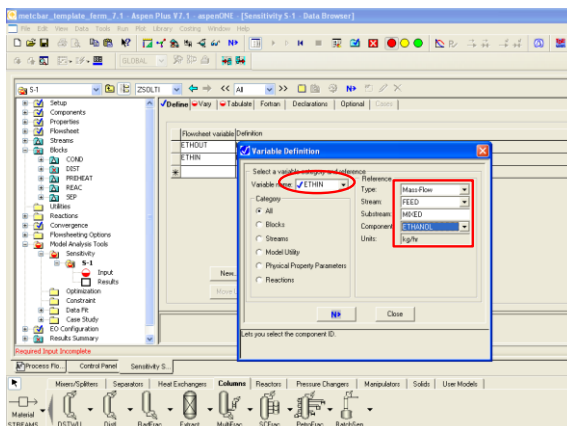 metcbar_template_ferm_7.1 - Aspen Plus V7.1 - aspenONE - [Sensitivity S-1 - Data Browser]
File Edit View Data Tools Run Plot Library Costing Window Help
GLOBAL
S-1 ZSOLTI << All >> N>
Setup
Components
Properties
Flowsheet
Streams
Blocks
COND
DIST
PREHEAT
REAC
SEP
Utilities
Reactions
Convergence
Flowsheeting Options
Model Analysis Tools
Sensitivity
S-1
Input
Results
Optimization
Constraint
Data Fit
Case Study
EO Configuration
Results Summary
Required Input Incomplete
Define Vary Tabulate Fortran Declarations Optional Costs
Flowsheet variable Definition
ETHOUT
ETHIN
New...
Variable Definition
Select a variable category and reference
Variable name: ETHIN
Category
All
Blocks
Streams
Model Utility
Physical Property Parameters
Reactions
Reference
Type: Mass-Flow
Stream: FEED
Substream: MIXED
Component: ETHANOL
Units: kg/hr
N> Close
Lets you select the component ID.
Process Flo... Control Panel Sensitivity S...
Mixers/Splitters Separators Heat Exchangers Columns Reactors Pressure Changers Manipulators Solids User Models
Material
STREAMS DSTWU Distl RadFrac Extract MultiFrac SCFrac PetroFrac BatchSep